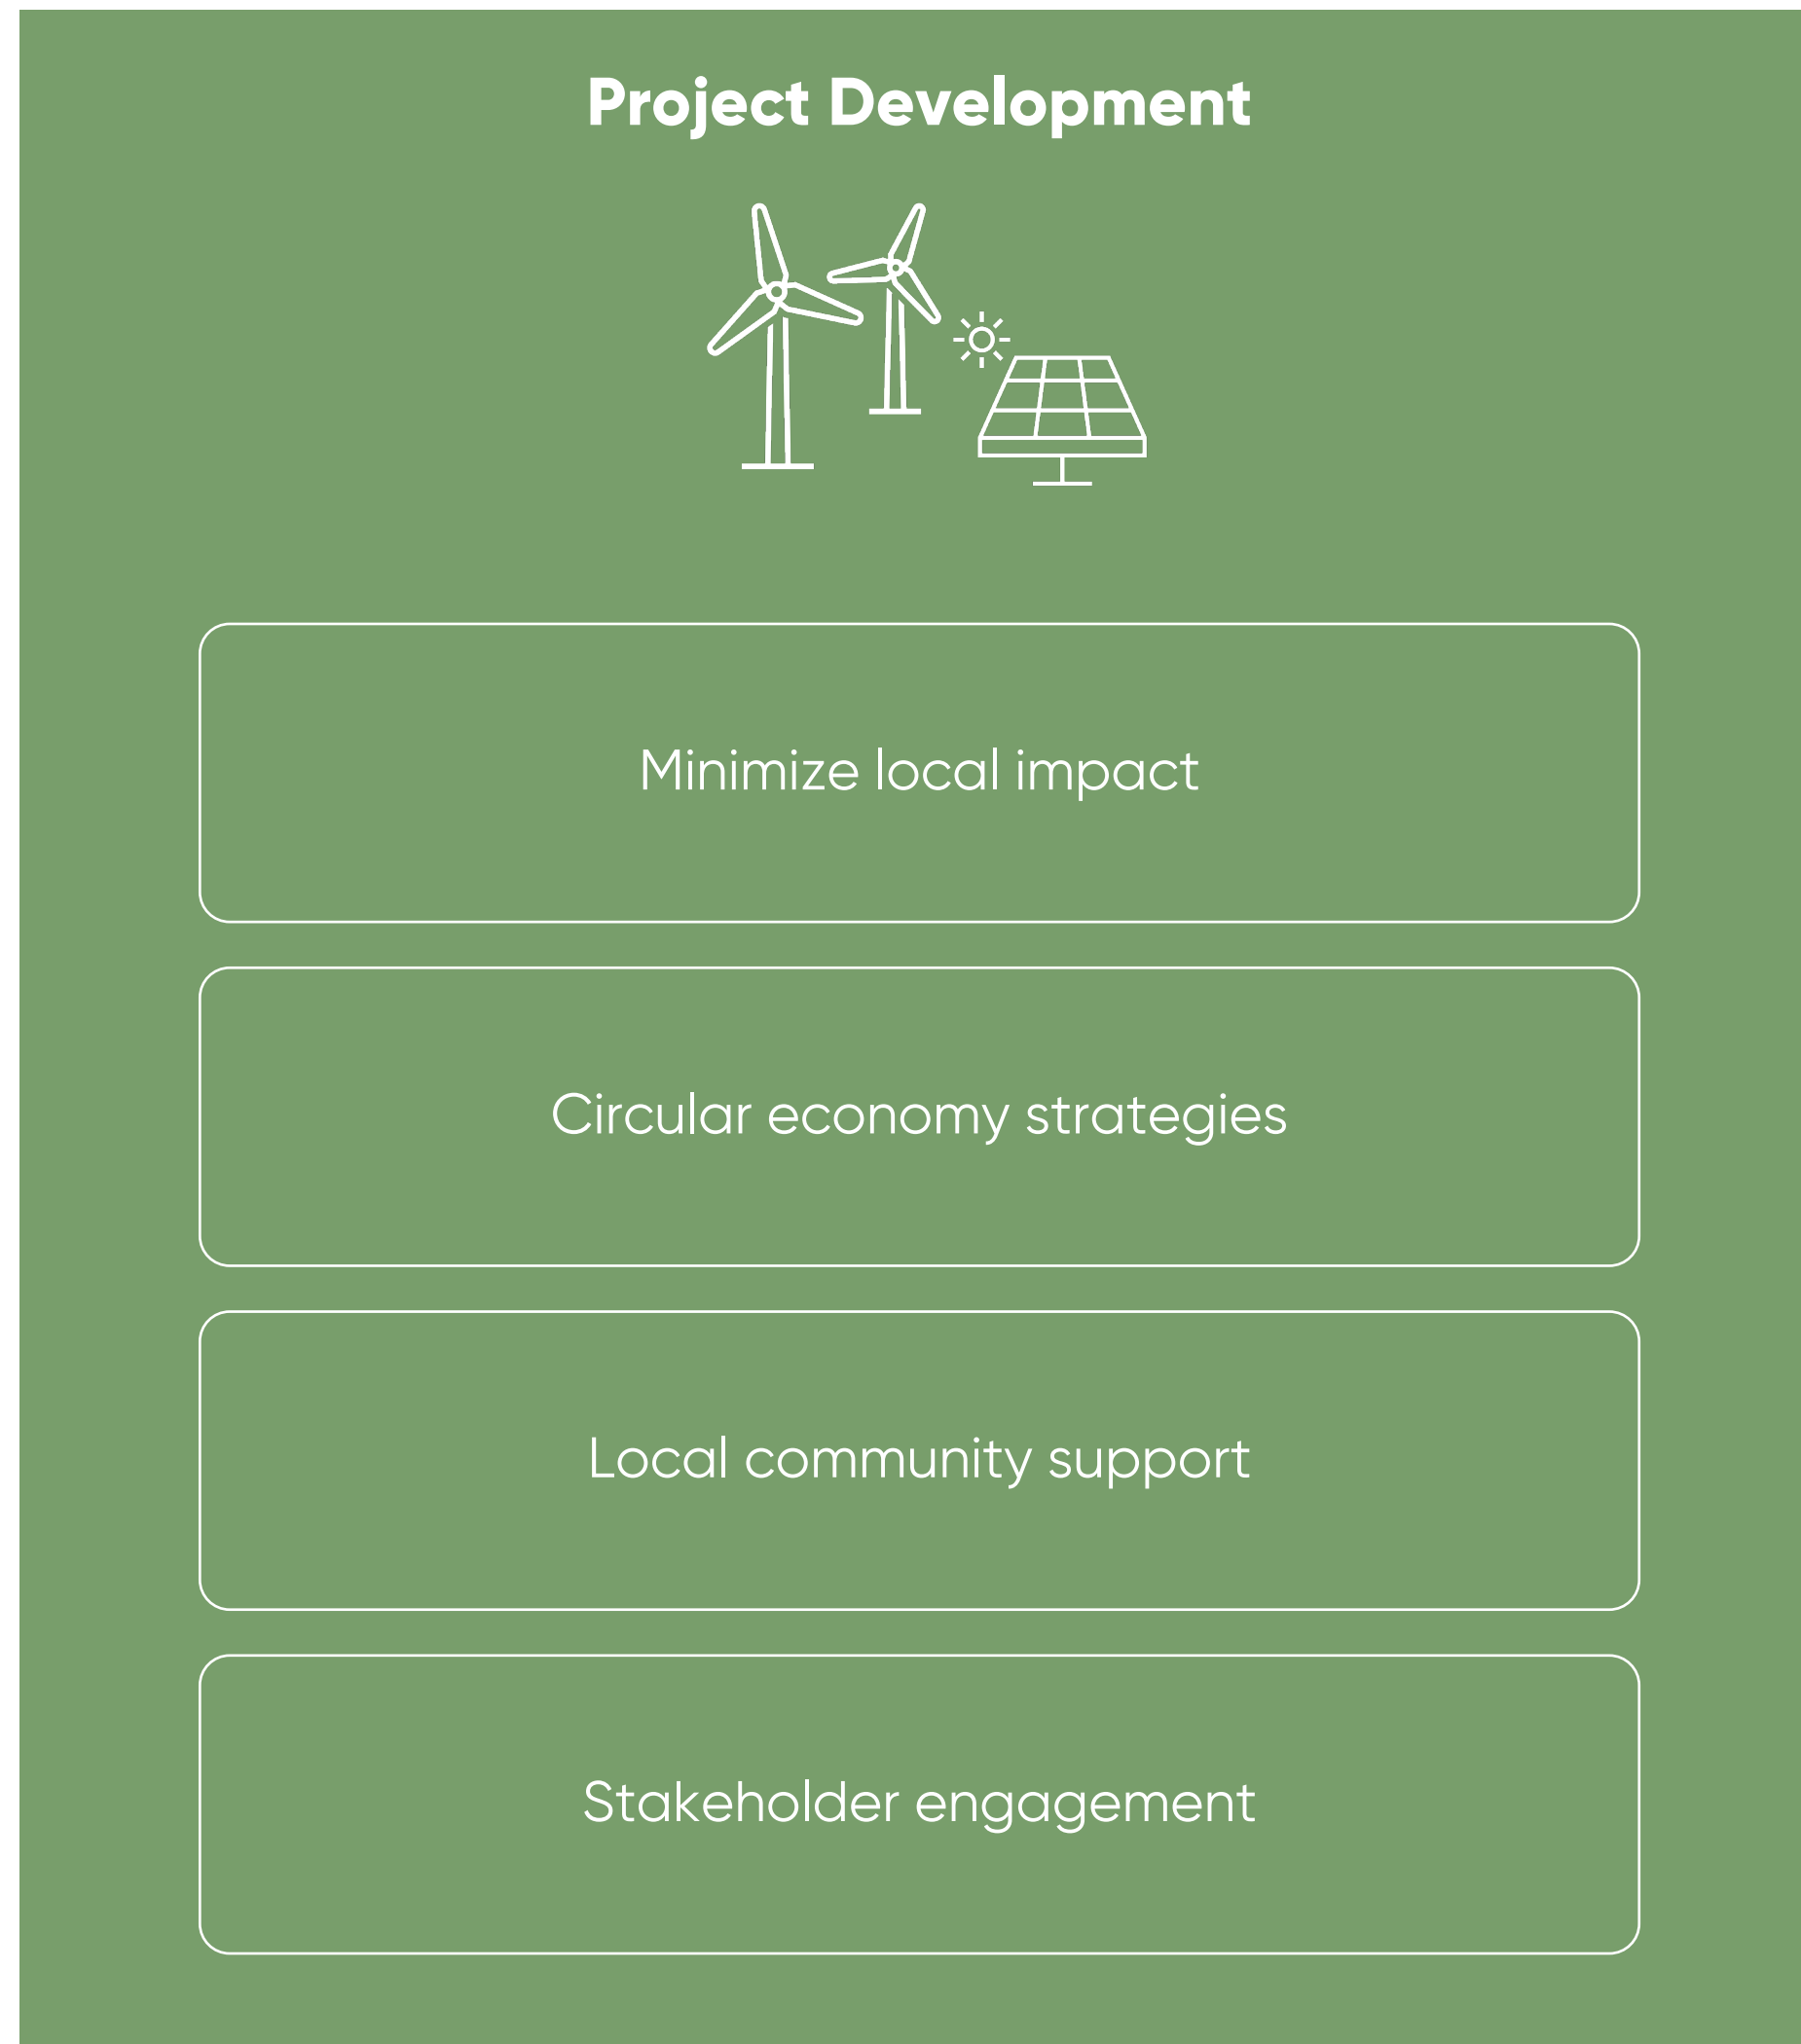 Project Development
Minimize local impact
Circular economy strategies
Local community support
Stakeholder engagement